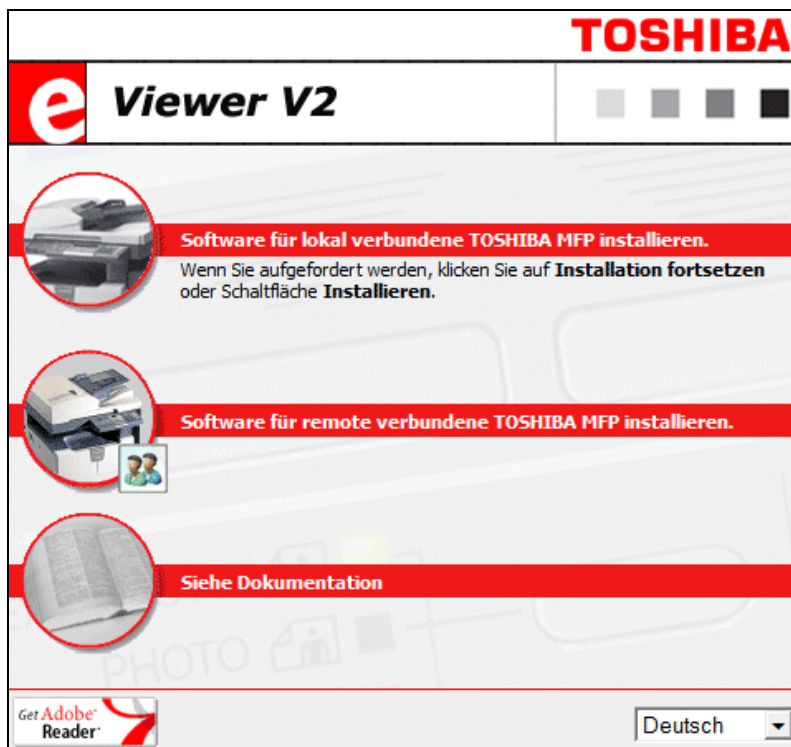 TOSHIBA
e Viewer V2
Software für lokal verbundene TOSHIBA MFP installieren.
Wenn Sie aufgefordert werden, klicken Sie auf Installation fortsetzen
oder Schaltfläche Installieren.
Software für remote verbundene TOSHIBA MFP installieren.
Siehe Dokumentation
PHOTO
Get Adobe
Reader
Deutsch